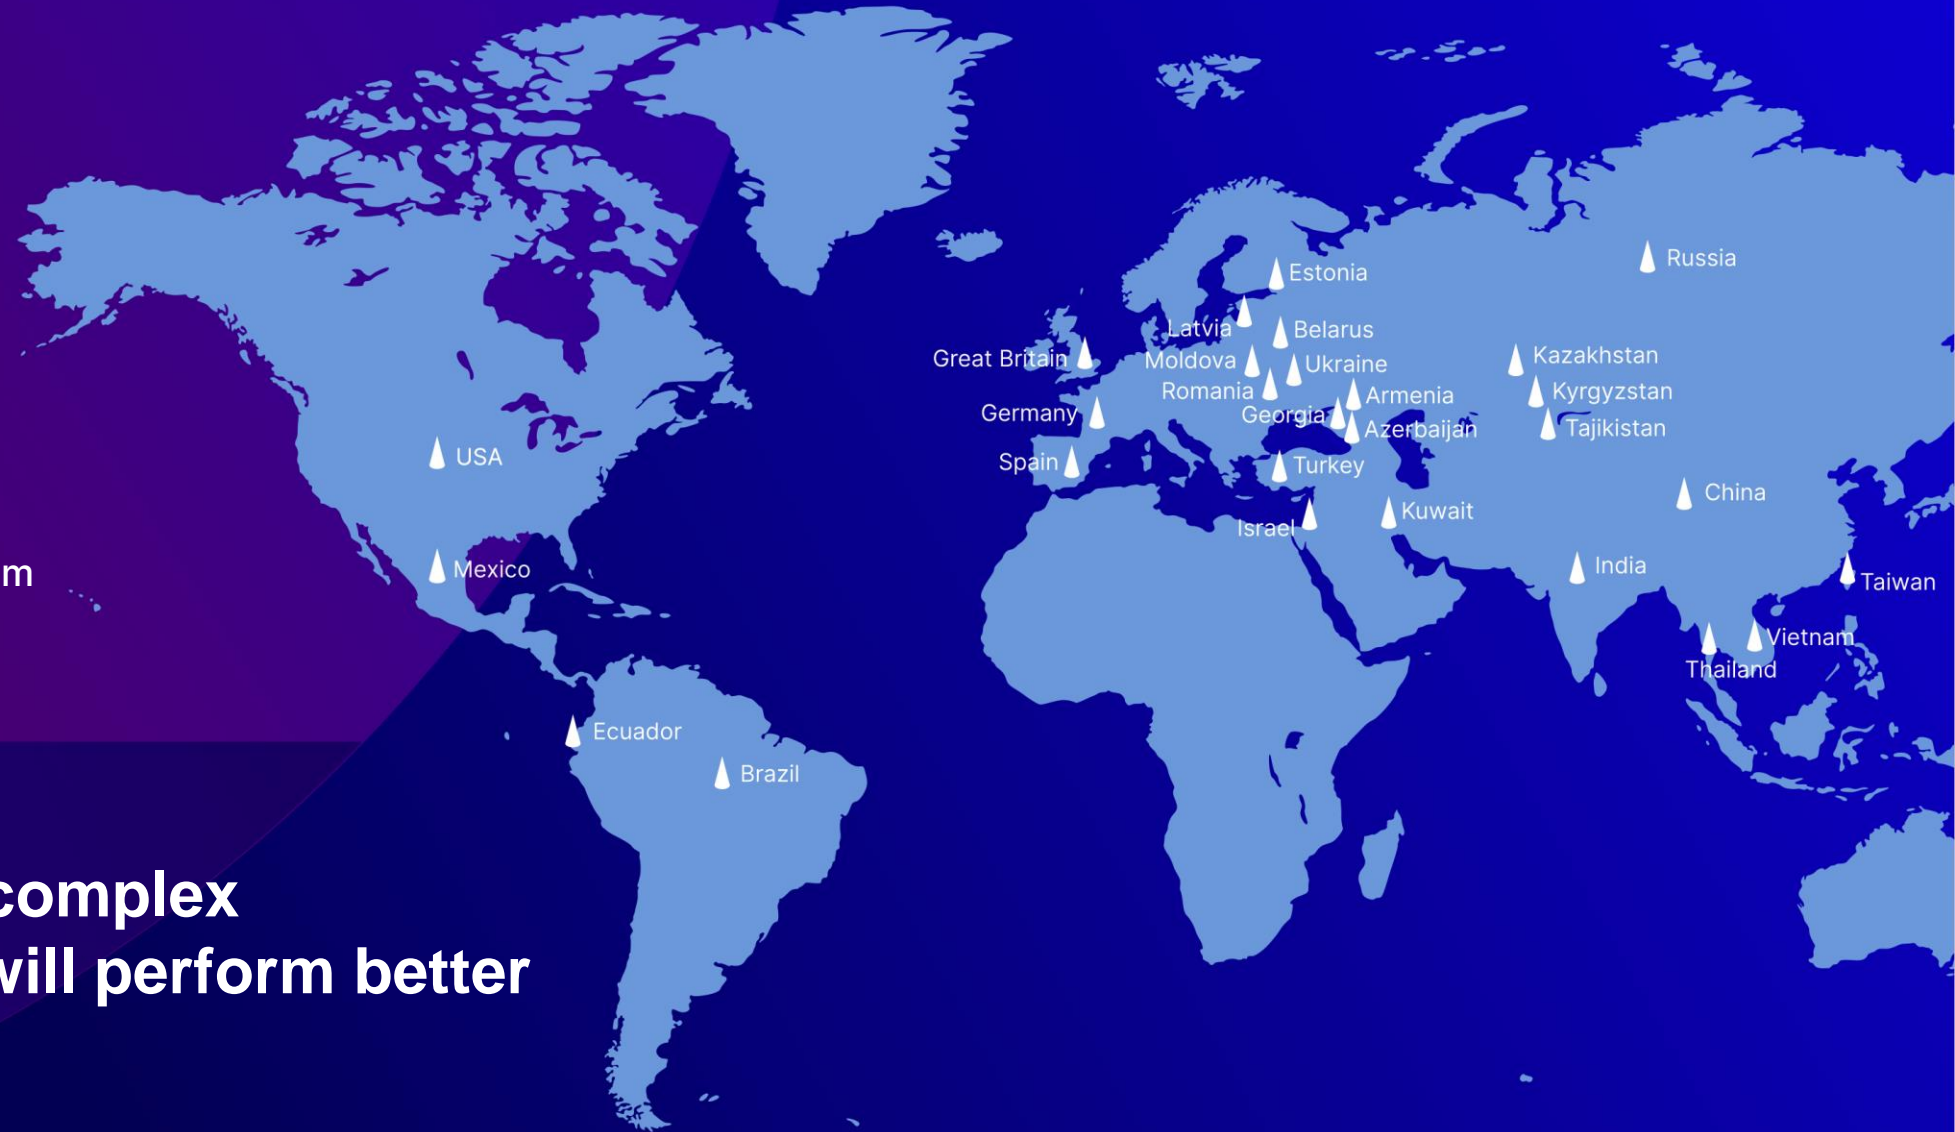 Russia
Estonia
Latvia
Belarus
Great Britain
Moldova
Ukraine
Kazakhstan
Romania
Armenia
Kyrgyzstan
Germany
Georgia
Azerbaijan
Tajikistan
USA
Spain
Turkey
China
Israel
Kuwait
Mexico
India
Taiwan
m
Vietnam
Thailand
Ecuador
Brazil
complex
will perform better